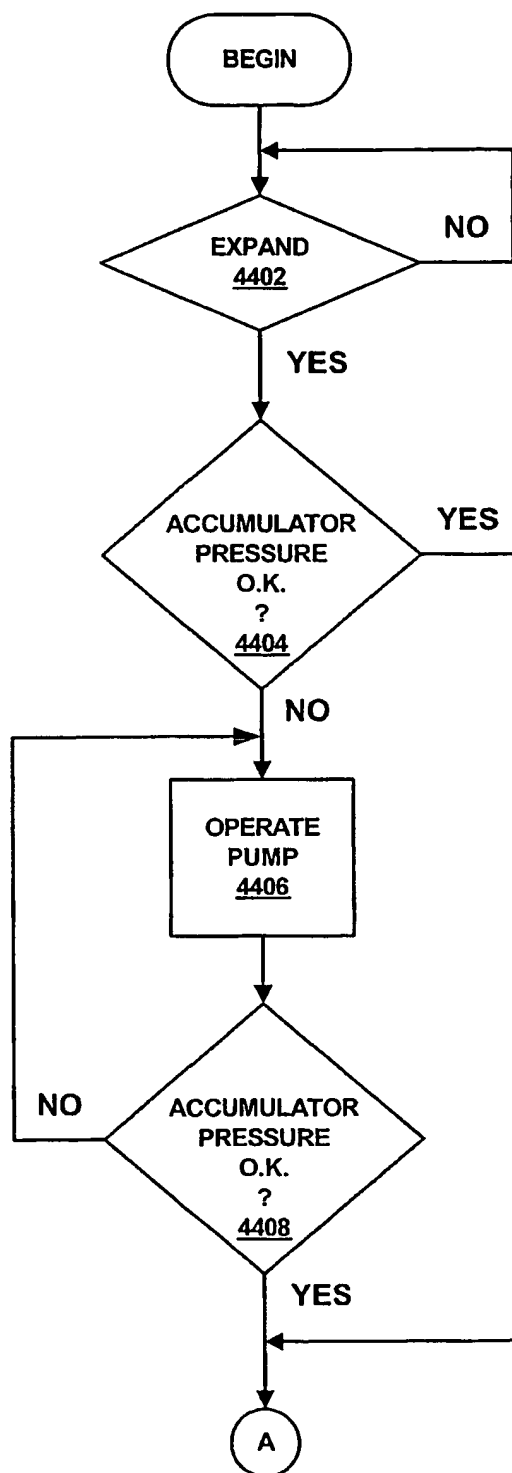 BEGIN
NO
EXPAND
4402
YES
YES
ACCUMULATOR
PRESSURE
O.K.
?
4404
NO
OPERATE
PUMP
4406
NO
ACCUMULATOR
PRESSURE
O.K.
?
4408
YES
A